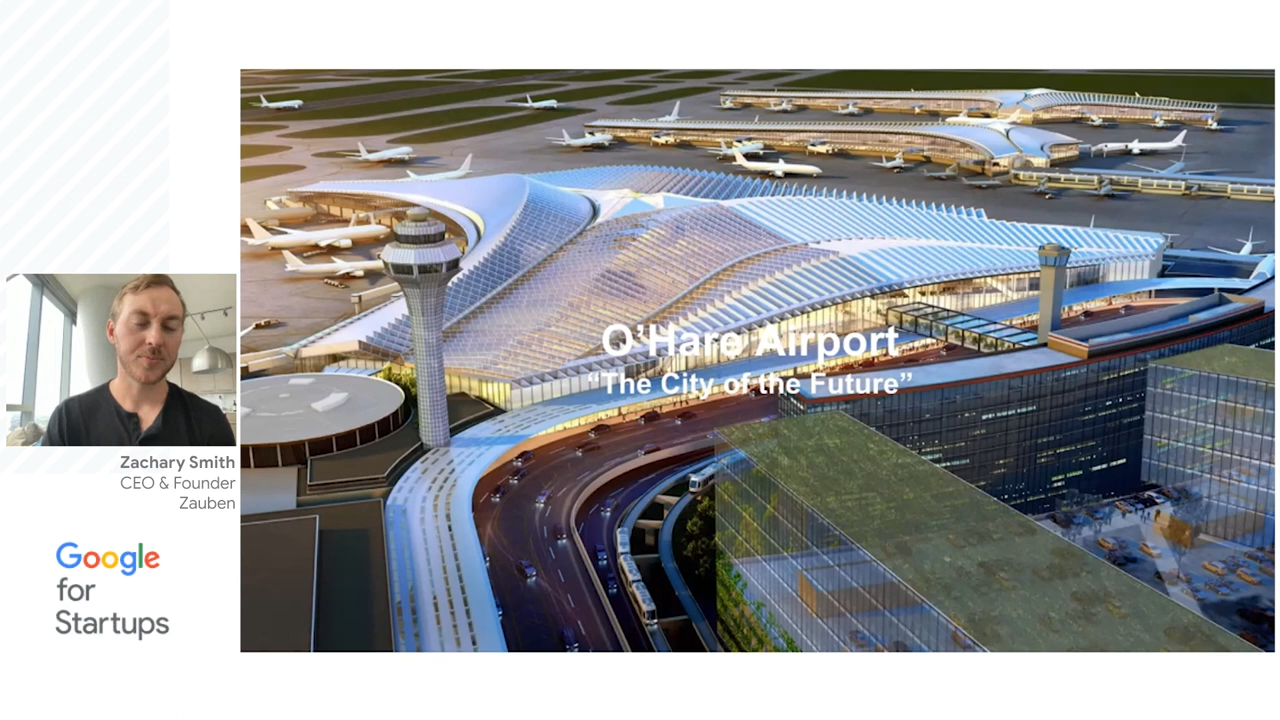 O'Hare Airport
“The City of the Future”
Zachary Smith
CEO & Founder
Zauben
Google
for
Startups